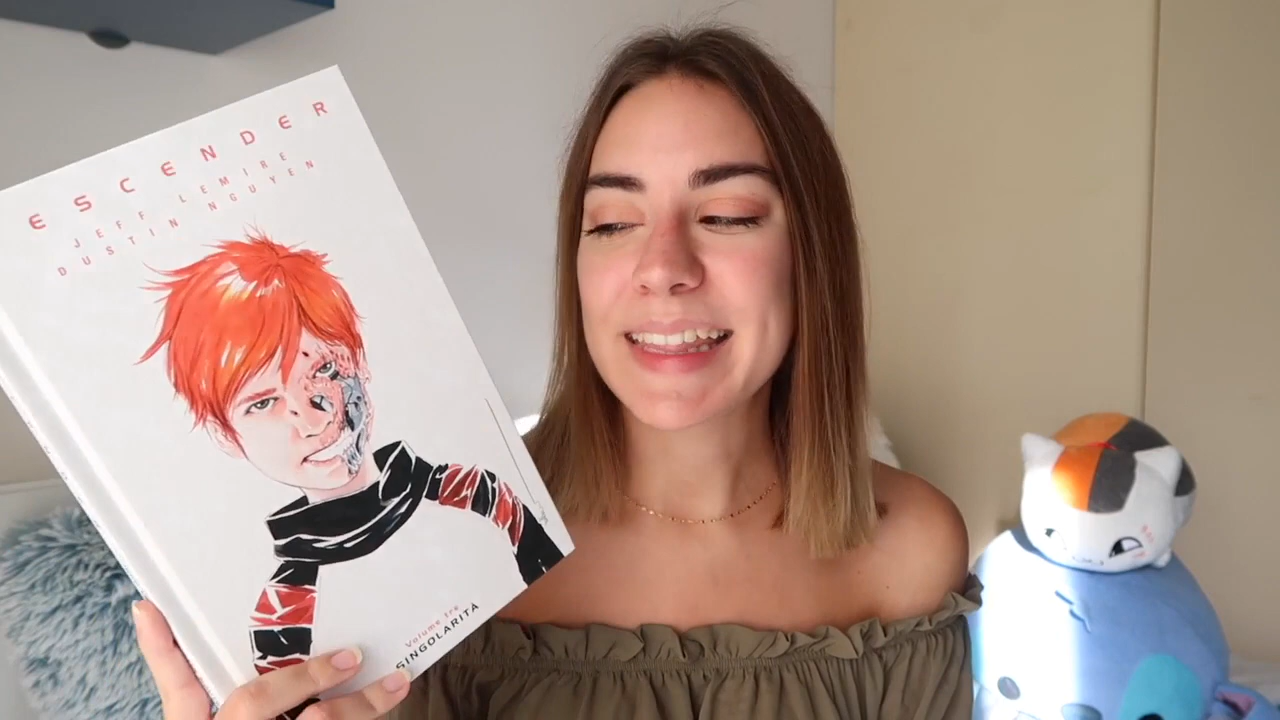 ESCENDER
JEFF LEMIRE
DUSTIN NGUYEN
Volume tre
SINGOLARITÀ